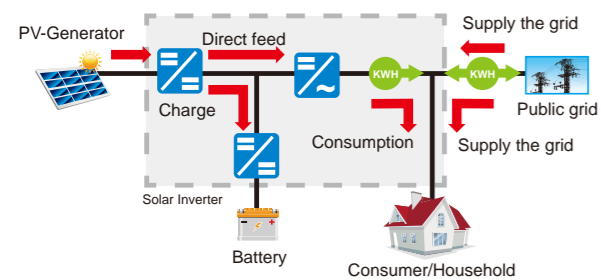 Supply the grid
PV-Generator
Direct feed
KWH
KWH
Charge
Public grid
Consumption
Supply the grid
Solar Inverter
Battery
Consumer/Household